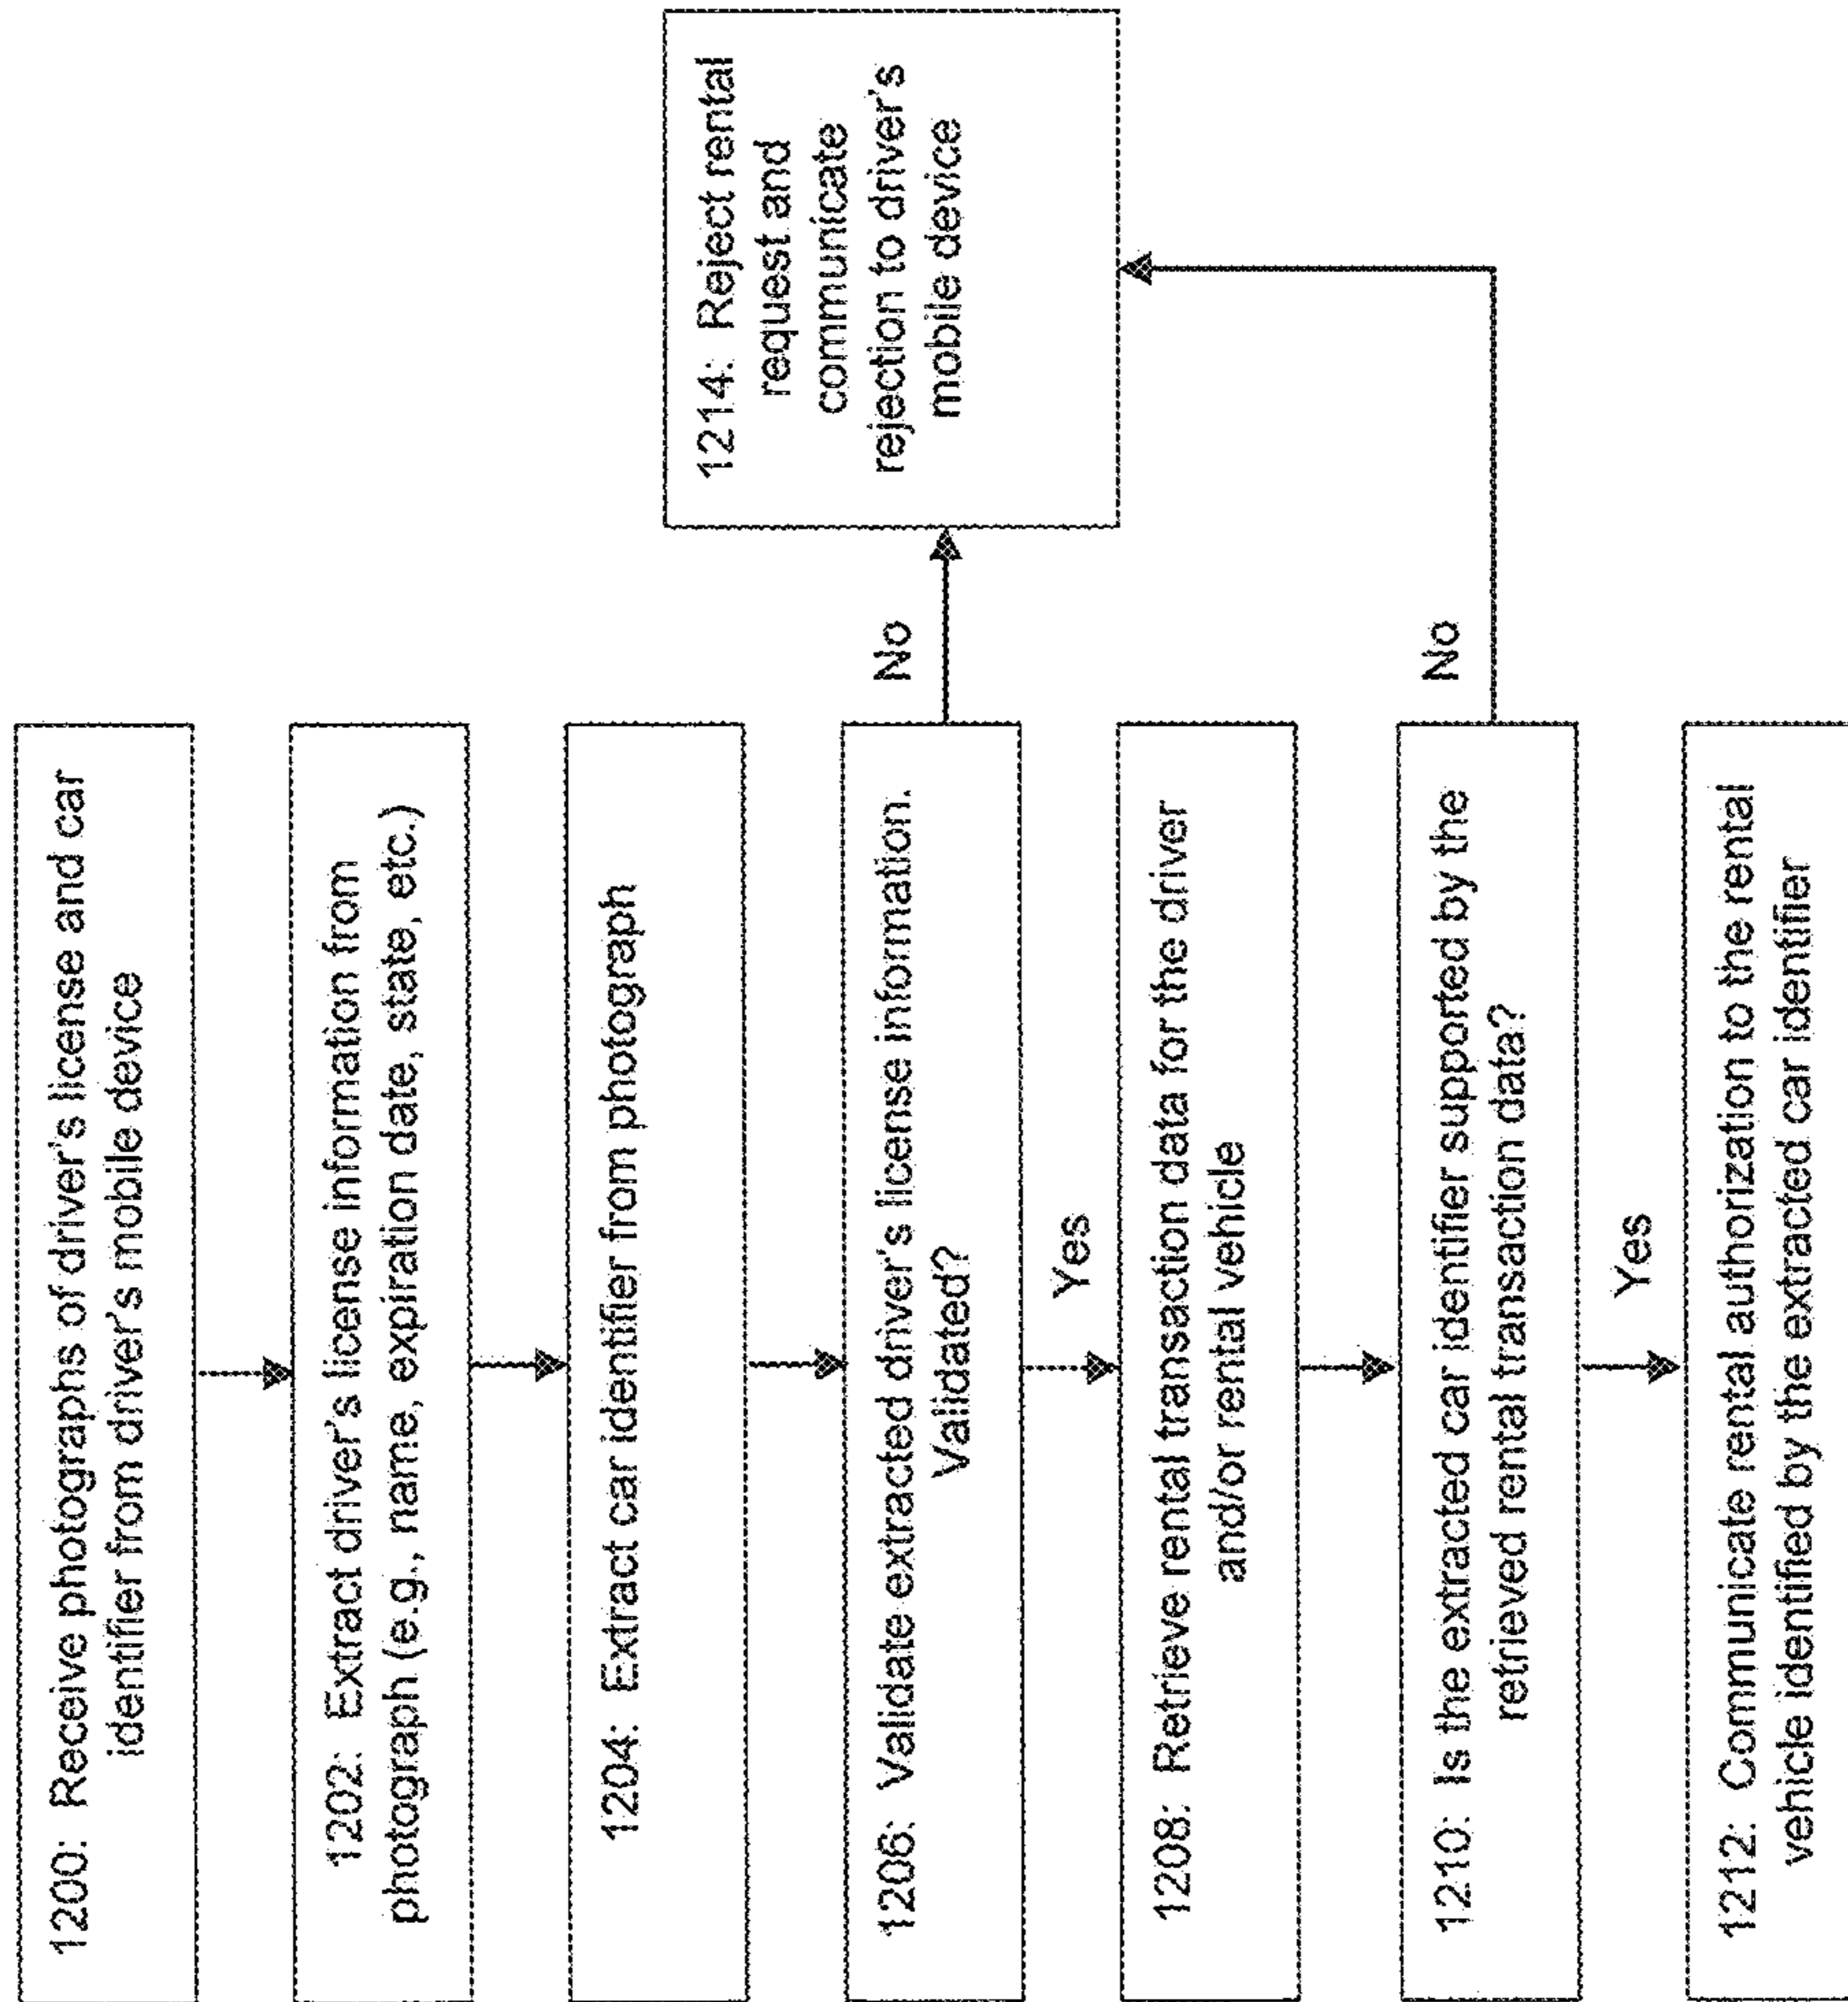 1200: Receive photographs of driver's license and car
identifier from driver's mobile device
1202: Extract driver's license information from
photograph (e.g., name, expiration date, state, etc.)
1204: Extract car identifier from photograph
1206: Validate extracted driver's license information.
Validated?
No
Yes
1214: Reject rental
request and
communicate
rejection to driver's
mobile device
1208: Retrieve rental transaction data for the driver
and/or rental vehicle
1210: Is the extracted car identifier supported by the
retrieved rental transaction data?
No
Yes
1212: Communicate rental authorization to the rental
vehicle identified by the extracted car identifier